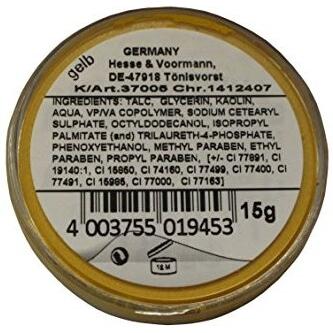 gelb
GERMANY
Hesse & Voormann,
DE-47918 Tönisvorst
K/Art.37005 Chr.1412407
INGREDIENTS: TALC, GLYCERIN, KAOLIN,
AQUA, VP/VA COPOLYMER, SODIUM CETEARYL
SULPHATE, OCTYLDODECANOL, ISOPROPYL
PALMITATE (and) TRILAURETH-4-PHOSPHATE,
PHENOXYETHANOL, METHYL PARABEN, ETHYL
PARABEN, PROPYL PARABEN, [+/- CI 77891, CI
19140:1, CI 15850, CI 74160, CI 77499, CI 77400, CI
77491, CI 15985, CI 77000, CI 77163]
15g
4 003755 019453
12 M